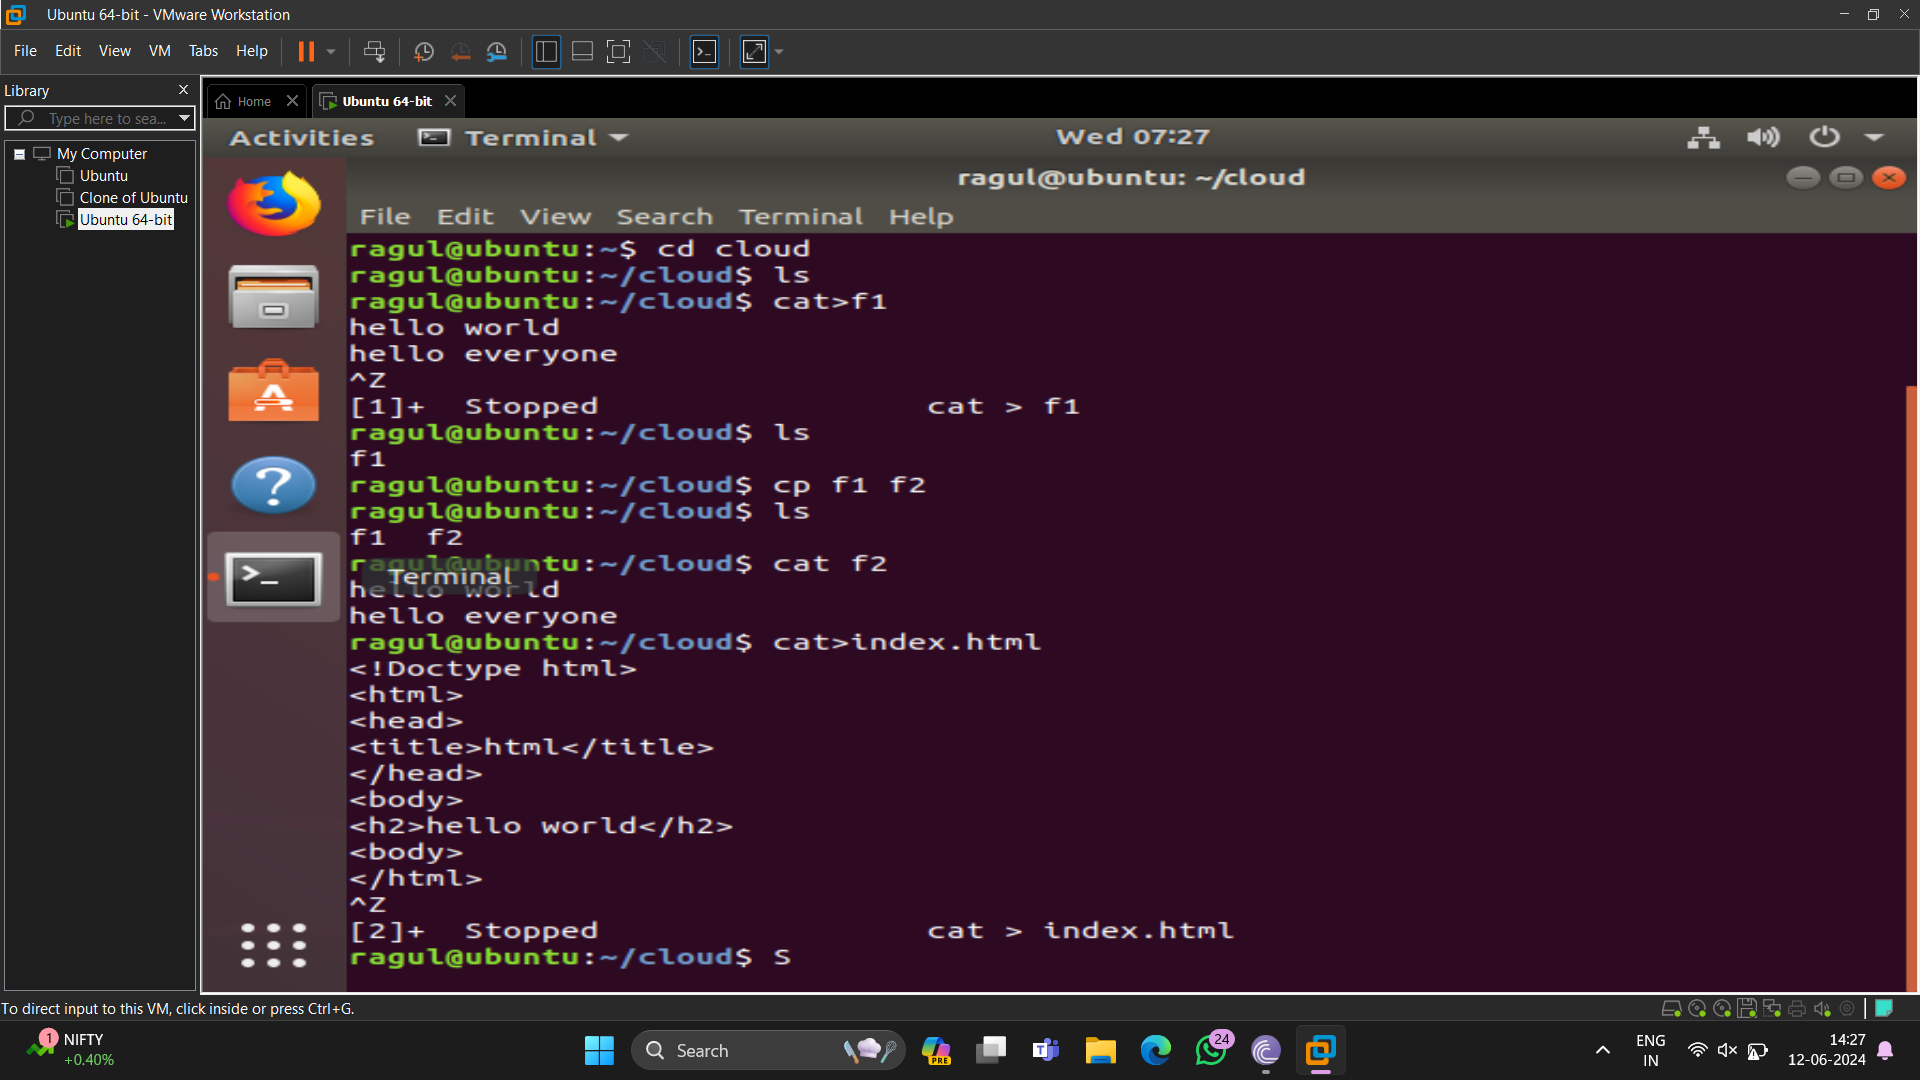 Ubuntu 64-bit - VMware Workstation
File Edit View VM Tabs Help
Library
Type here to sea...
My Computer
Ubuntu
Clone of Ubuntu
Ubuntu 64-bit
Home
Ubuntu 64-bit
Activities Terminal Wed 07:27
ragul@ubuntu: ~/cloud
File Edit View Search Terminal Help
ragul@ubuntu:~$ cd cloud
ragul@ubuntu:~/cloud$ ls
ragul@ubuntu:~/cloud$ cat>f1
hello world
hello everyone
^Z
[1]+  Stopped                 cat > f1
ragul@ubuntu:~/cloud$ ls
f1
ragul@ubuntu:~/cloud$ cp f1 f2
ragul@ubuntu:~/cloud$ ls
f1  f2
ragul@ubuntu:~/cloud$ cat f2
Terminal
hello world
hello everyone
ragul@ubuntu:~/cloud$ cat>index.html
<!Doctype html>
<html>
<head>
<title>html</title>
</head>
<body>
<h2>hello world</h2>
<body>
</html>
^Z
[2]+  Stopped                 cat > index.html
ragul@ubuntu:~/cloud$ S
To direct input to this VM, click inside or press Ctrl+G.
1
NIFTY
+0.40%
Search
PRE
24
ENG
IN
14:27
12-06-2024